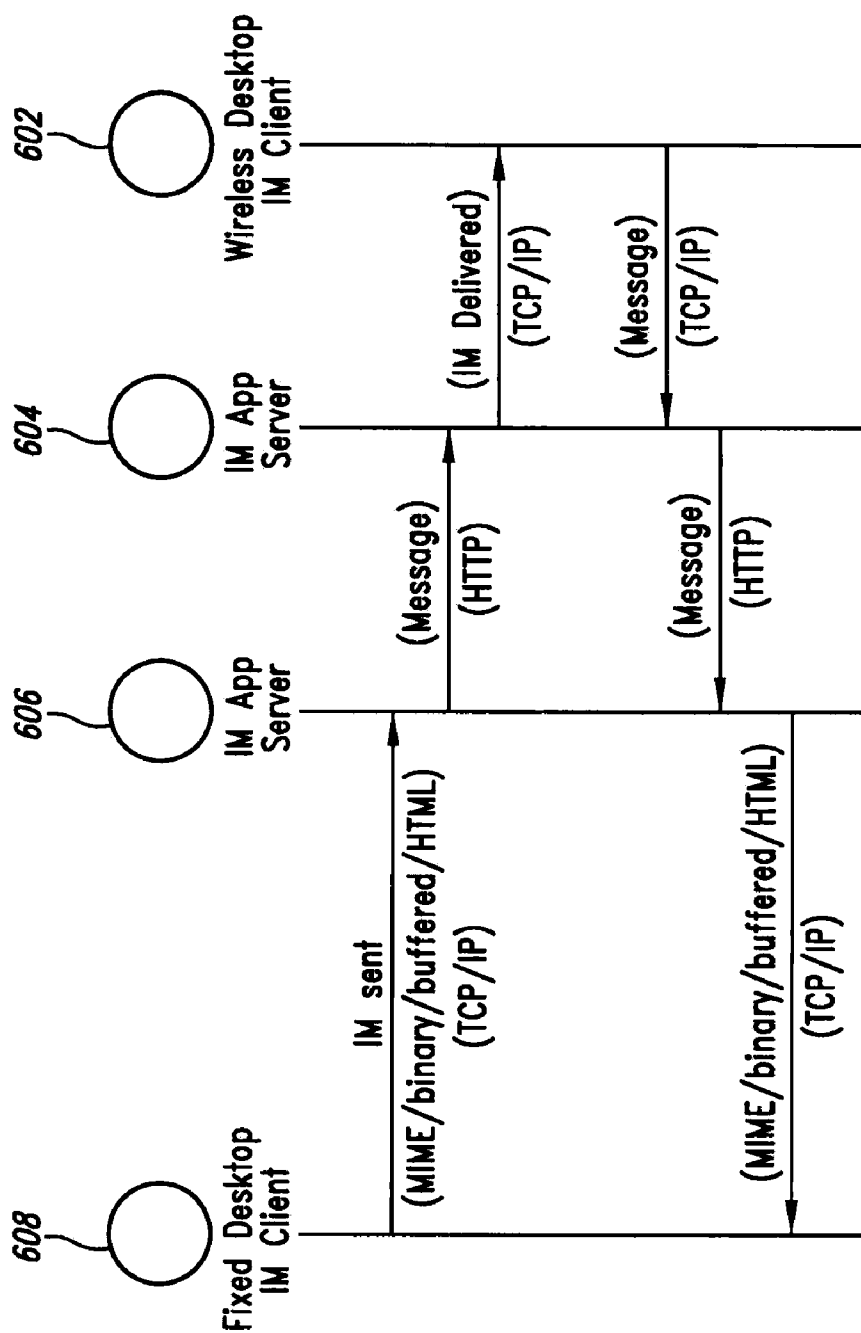 608
Fixed Desktop
IM Client
606
IM App
Server
604
IM App
Server
602
Wireless Desktop
IM Client
IM sent
(MIME/binary/buffered/HTML)
(TCP/IP)
(Message)
(HTTP)
(IM Delivered)
(TCP/IP)
(Message)
(TCP/IP)
(Message)
(HTTP)
(MIME/binary/buffered/HTML)
(TCP/IP)